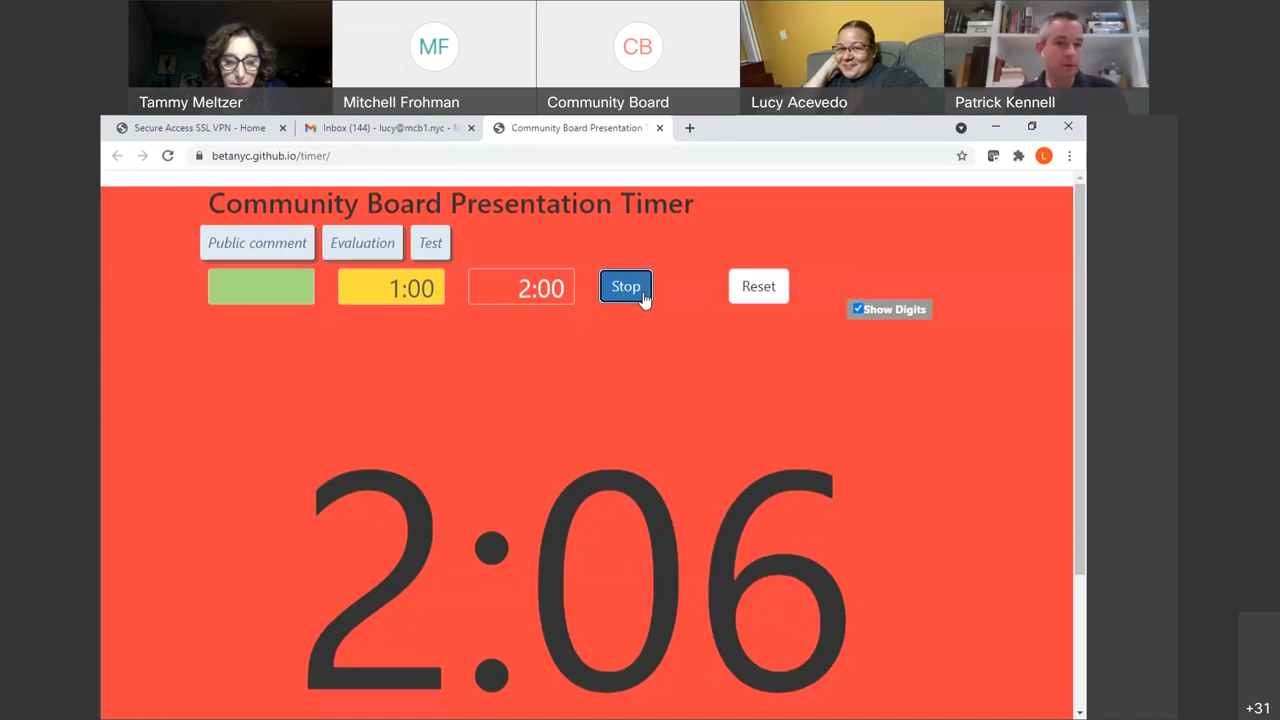 MF
CB
Tammy Meltzer
Mitchell Frohman
Community Board
Lucy Acevedo
Patrick Kennell
Secure Access SSL VPN - Home
Inbox (144) - lucy@mcb1.nyc -
Community Board Presentation T
betanyc.github.io/timer/
L
Community Board Presentation Timer
Public comment
Evaluation
Test
1:00
2:00
Stop
Reset
Show Digits
2:06
+31